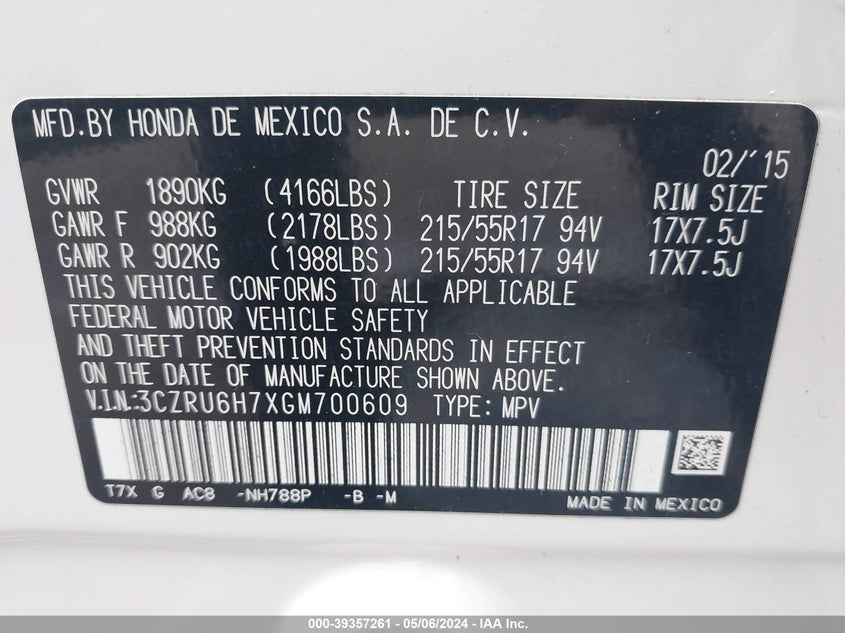 MFD.BY HONDA DE MEXICO S.A. DE C.V.
02/'15
GVWR 1890KG (4166LBS) TIRE SIZE RIM SIZE
GAWR F 988KG (2178LBS) 215/55R17 94V 17X7.5J
GAWR R 902KG (1988LBS) 215/55R17 94V 17X7.5J
THIS VEHICLE CONFORMS TO ALL APPLICABLE
FEDERAL MOTOR VEHICLE SAFETY
AND THEFT PREVENTION STANDARDS IN EFFECT
ON THE DATE OF MANUFACTURE SHOWN ABOVE.
V.I.N.:3CZRU6H7XGM700609 TYPE: MPV
T7X G AC8 -NH788P -B -M
MADE IN MEXICO
000-39357261 - 05/06/2024 - IAA Inc.